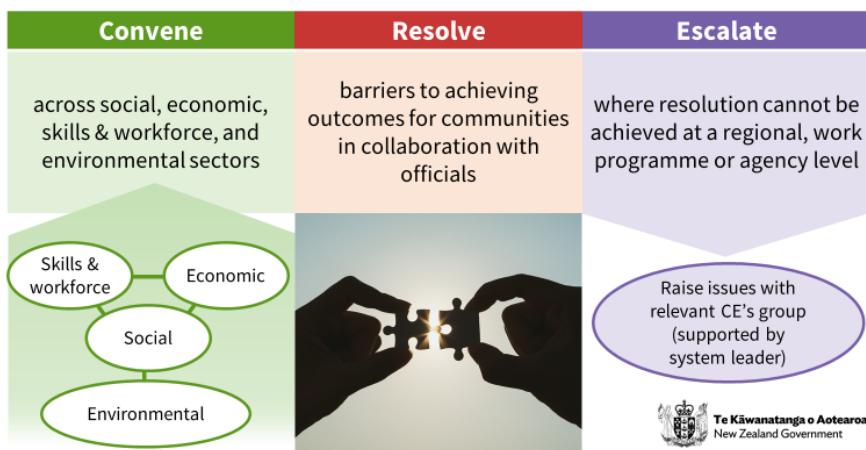 Convene
Resolve
Escalate
across social, economic,
skills & workforce, and
environmental sectors
barriers to achieving
outcomes for communities
in collaboration with
officials
where resolution cannot be
achieved at a regional, work
programme or agency level
Skills &
workforce
Economic
Social
Environmental
Raise issues with
relevant CE’s group
(supported by
system leader)
Te Kāwanatanga o Aotearoa
New Zealand Government